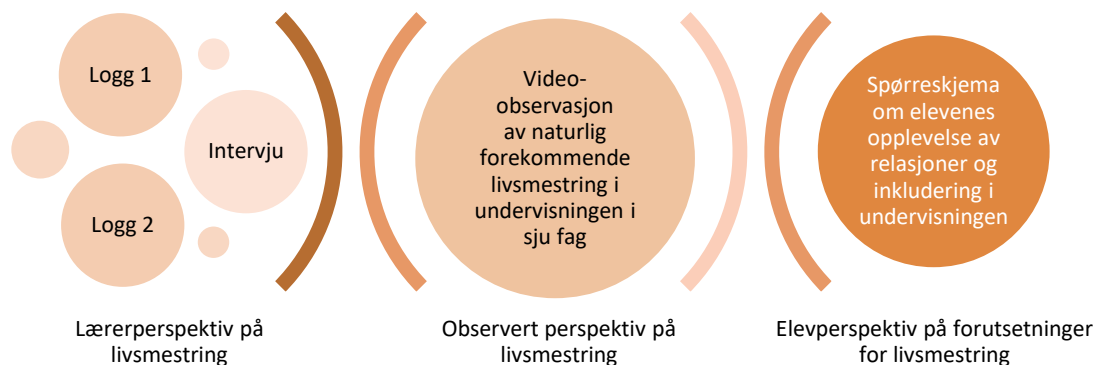 Logg 1
Intervju
Logg 2
Lærerperspektiv på
livsmestring
Video-
observasjon
av naturlig
forekommende
livsmestring i
undervisningen i
sju fag
Observert perspektiv på
livsmestring
Spørreskjema
om elevenes
opplevelse av
relasjoner og
inkludering i
undervisningen
Elevperspektiv på forutsetninger
for livsmestring